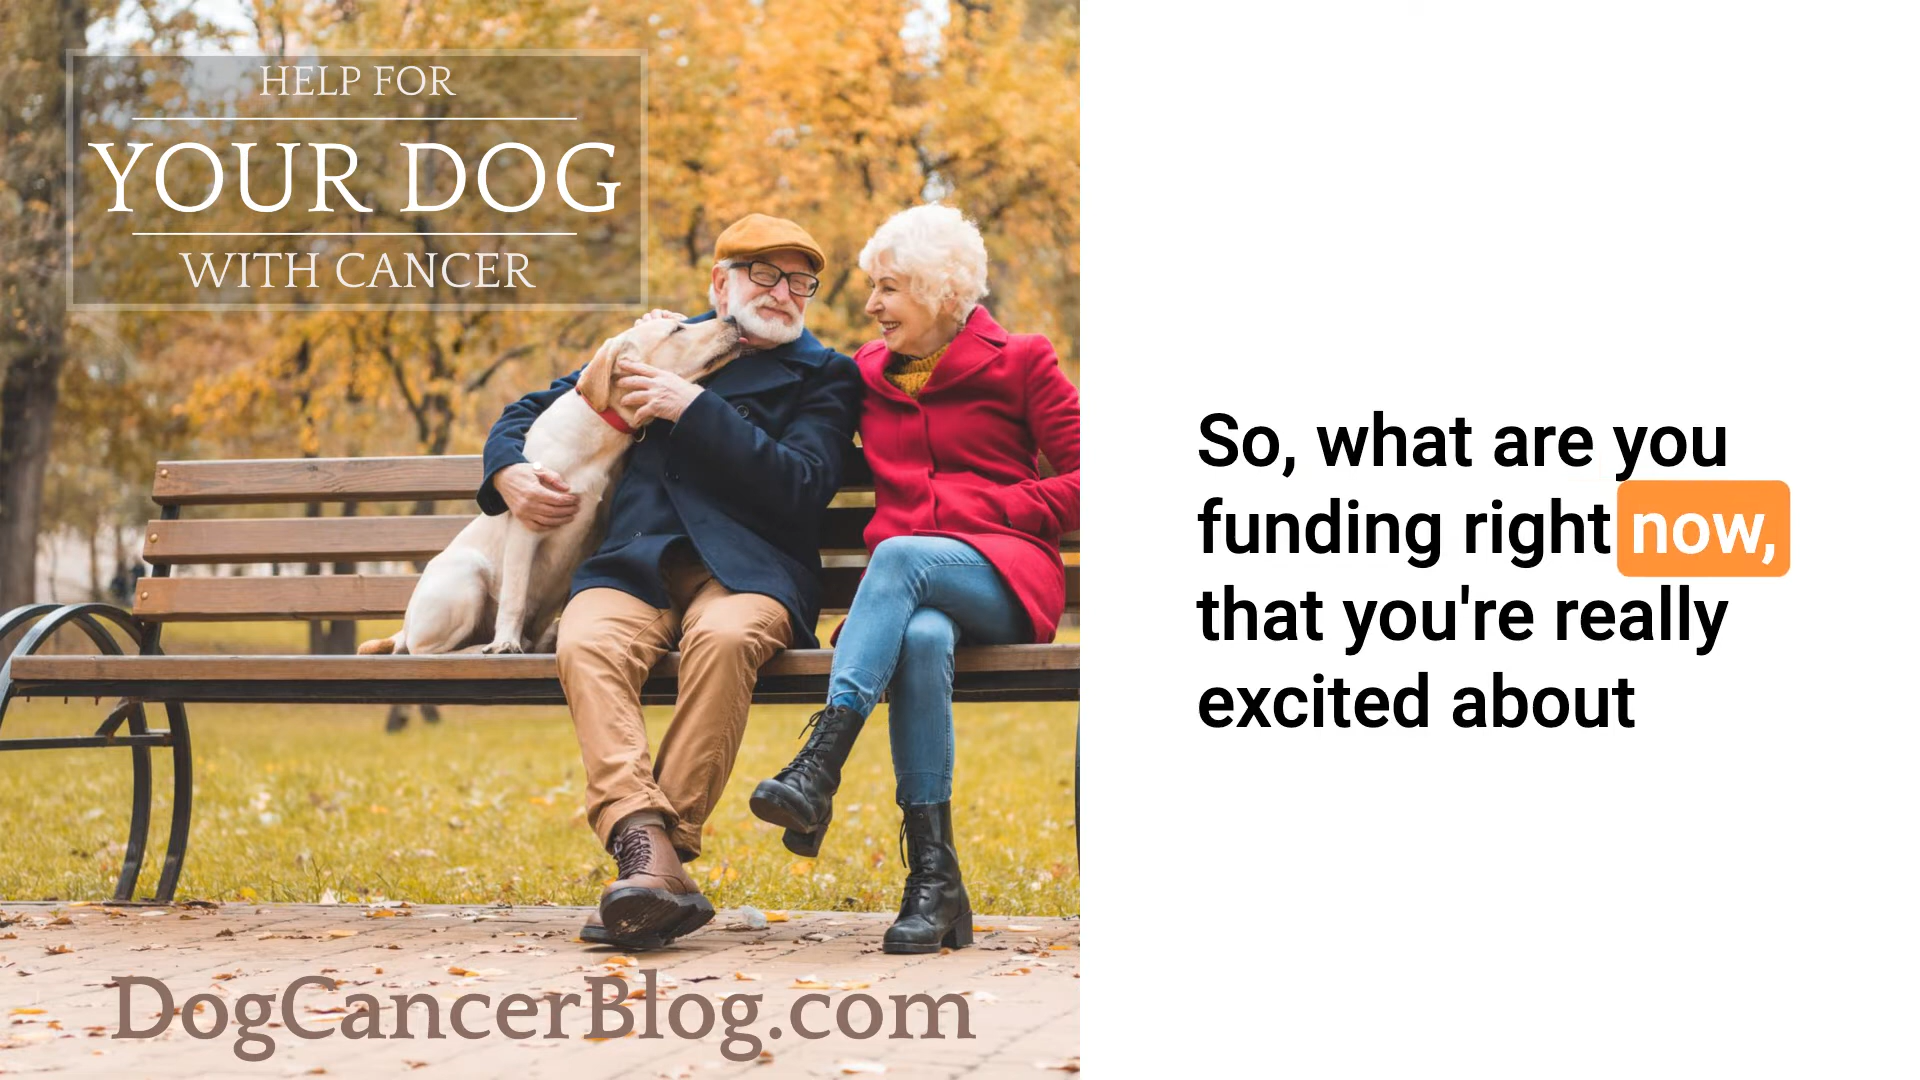 HELP FOR
YOUR DOG
WITH CANCER
DogCancerBlog.com
So, what are you
funding right now,
that you're really
excited about